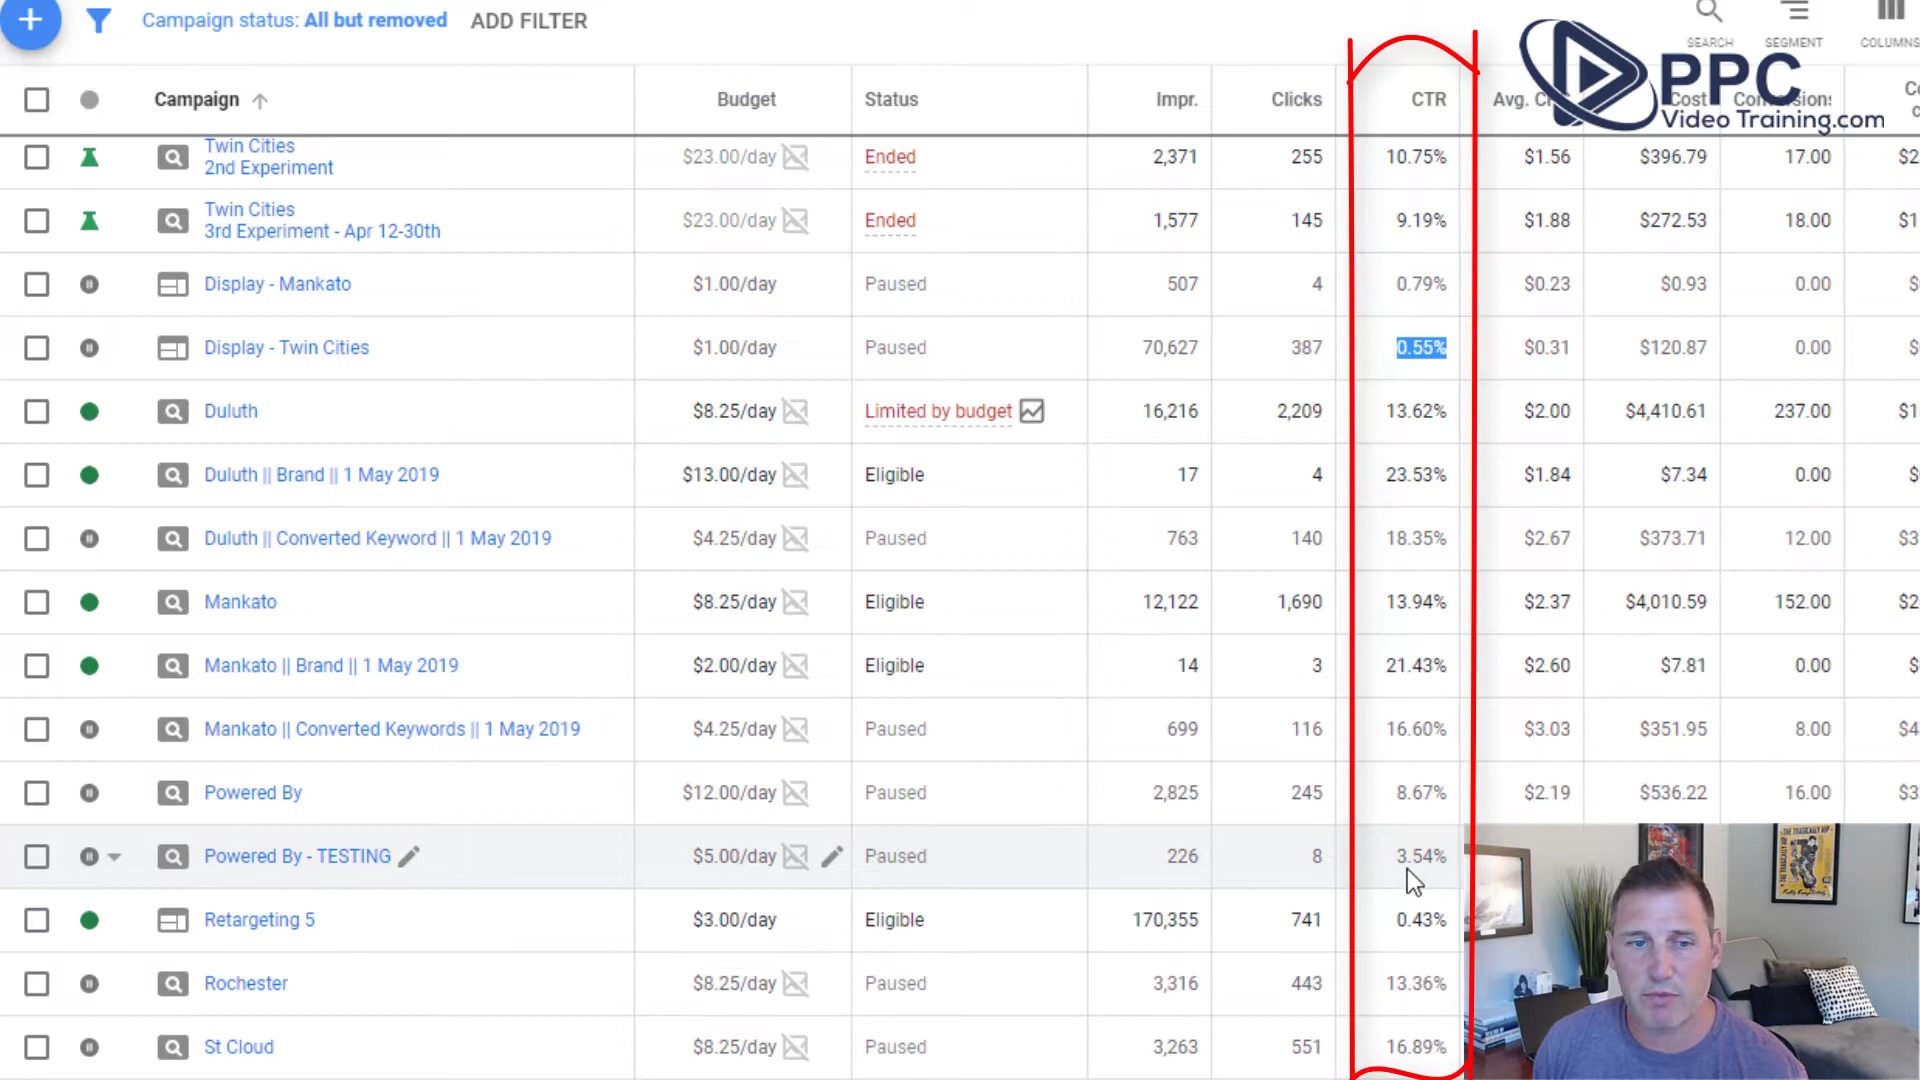 Campaign status: All but removed ADD FILTER
SEARCH SEGMENT COLUMNS
PPC
Video Training.com
Campaign Budget Status Impr. Clicks CTR Avg. Cost
Twin Cities
2nd Experiment $23.00/day Ended 2,371 255 10.75% $1.56 $396.79 17.00 $2
Twin Cities
3rd Experiment - Apr 12-30th $23.00/day Ended 1,577 145 9.19% $1.88 $272.53 18.00 $1
Display - Mankato $1.00/day Paused 507 4 0.79% $0.23 $0.93 0.00
Display - Twin Cities $1.00/day Paused 70,627 387 0.55% $0.31 $120.87 0.00 $
Duluth $8.25/day Limited by budget 16,216 2,209 13.62% $2.00 $4,410.61 237.00 $1
Duluth || Brand || 1 May 2019 $13.00/day Eligible 17 4 23.53% $1.84 $7.34 0.00 $
Duluth || Converted Keyword || 1 May 2019 $4.25/day Paused 763 140 18.35% $2.67 $373.71 12.00 $3
Mankato $8.25/day Eligible 12,122 1,690 13.94% $2.37 $4,010.59 152.00 $2
Mankato || Brand || 1 May 2019 $2.00/day Eligible 14 3 21.43% $2.60 $7.81 0.00 $
Mankato || Converted Keywords || 1 May 2019 $4.25/day Paused 699 116 16.60% $3.03 $351.95 8.00 $4
Powered By $12.00/day Paused 2,825 245 8.67% $2.19 $536.22 16.00 $3
Powered By - TESTING $5.00/day Paused 226 8 3.54%
Retargeting 5 $3.00/day Eligible 170,355 741 0.43%
Rochester $8.25/day Paused 3,316 443 13.36%
St Cloud $8.25/day Paused 3,263 551 16.89%
THE TRAGICALLY HIP